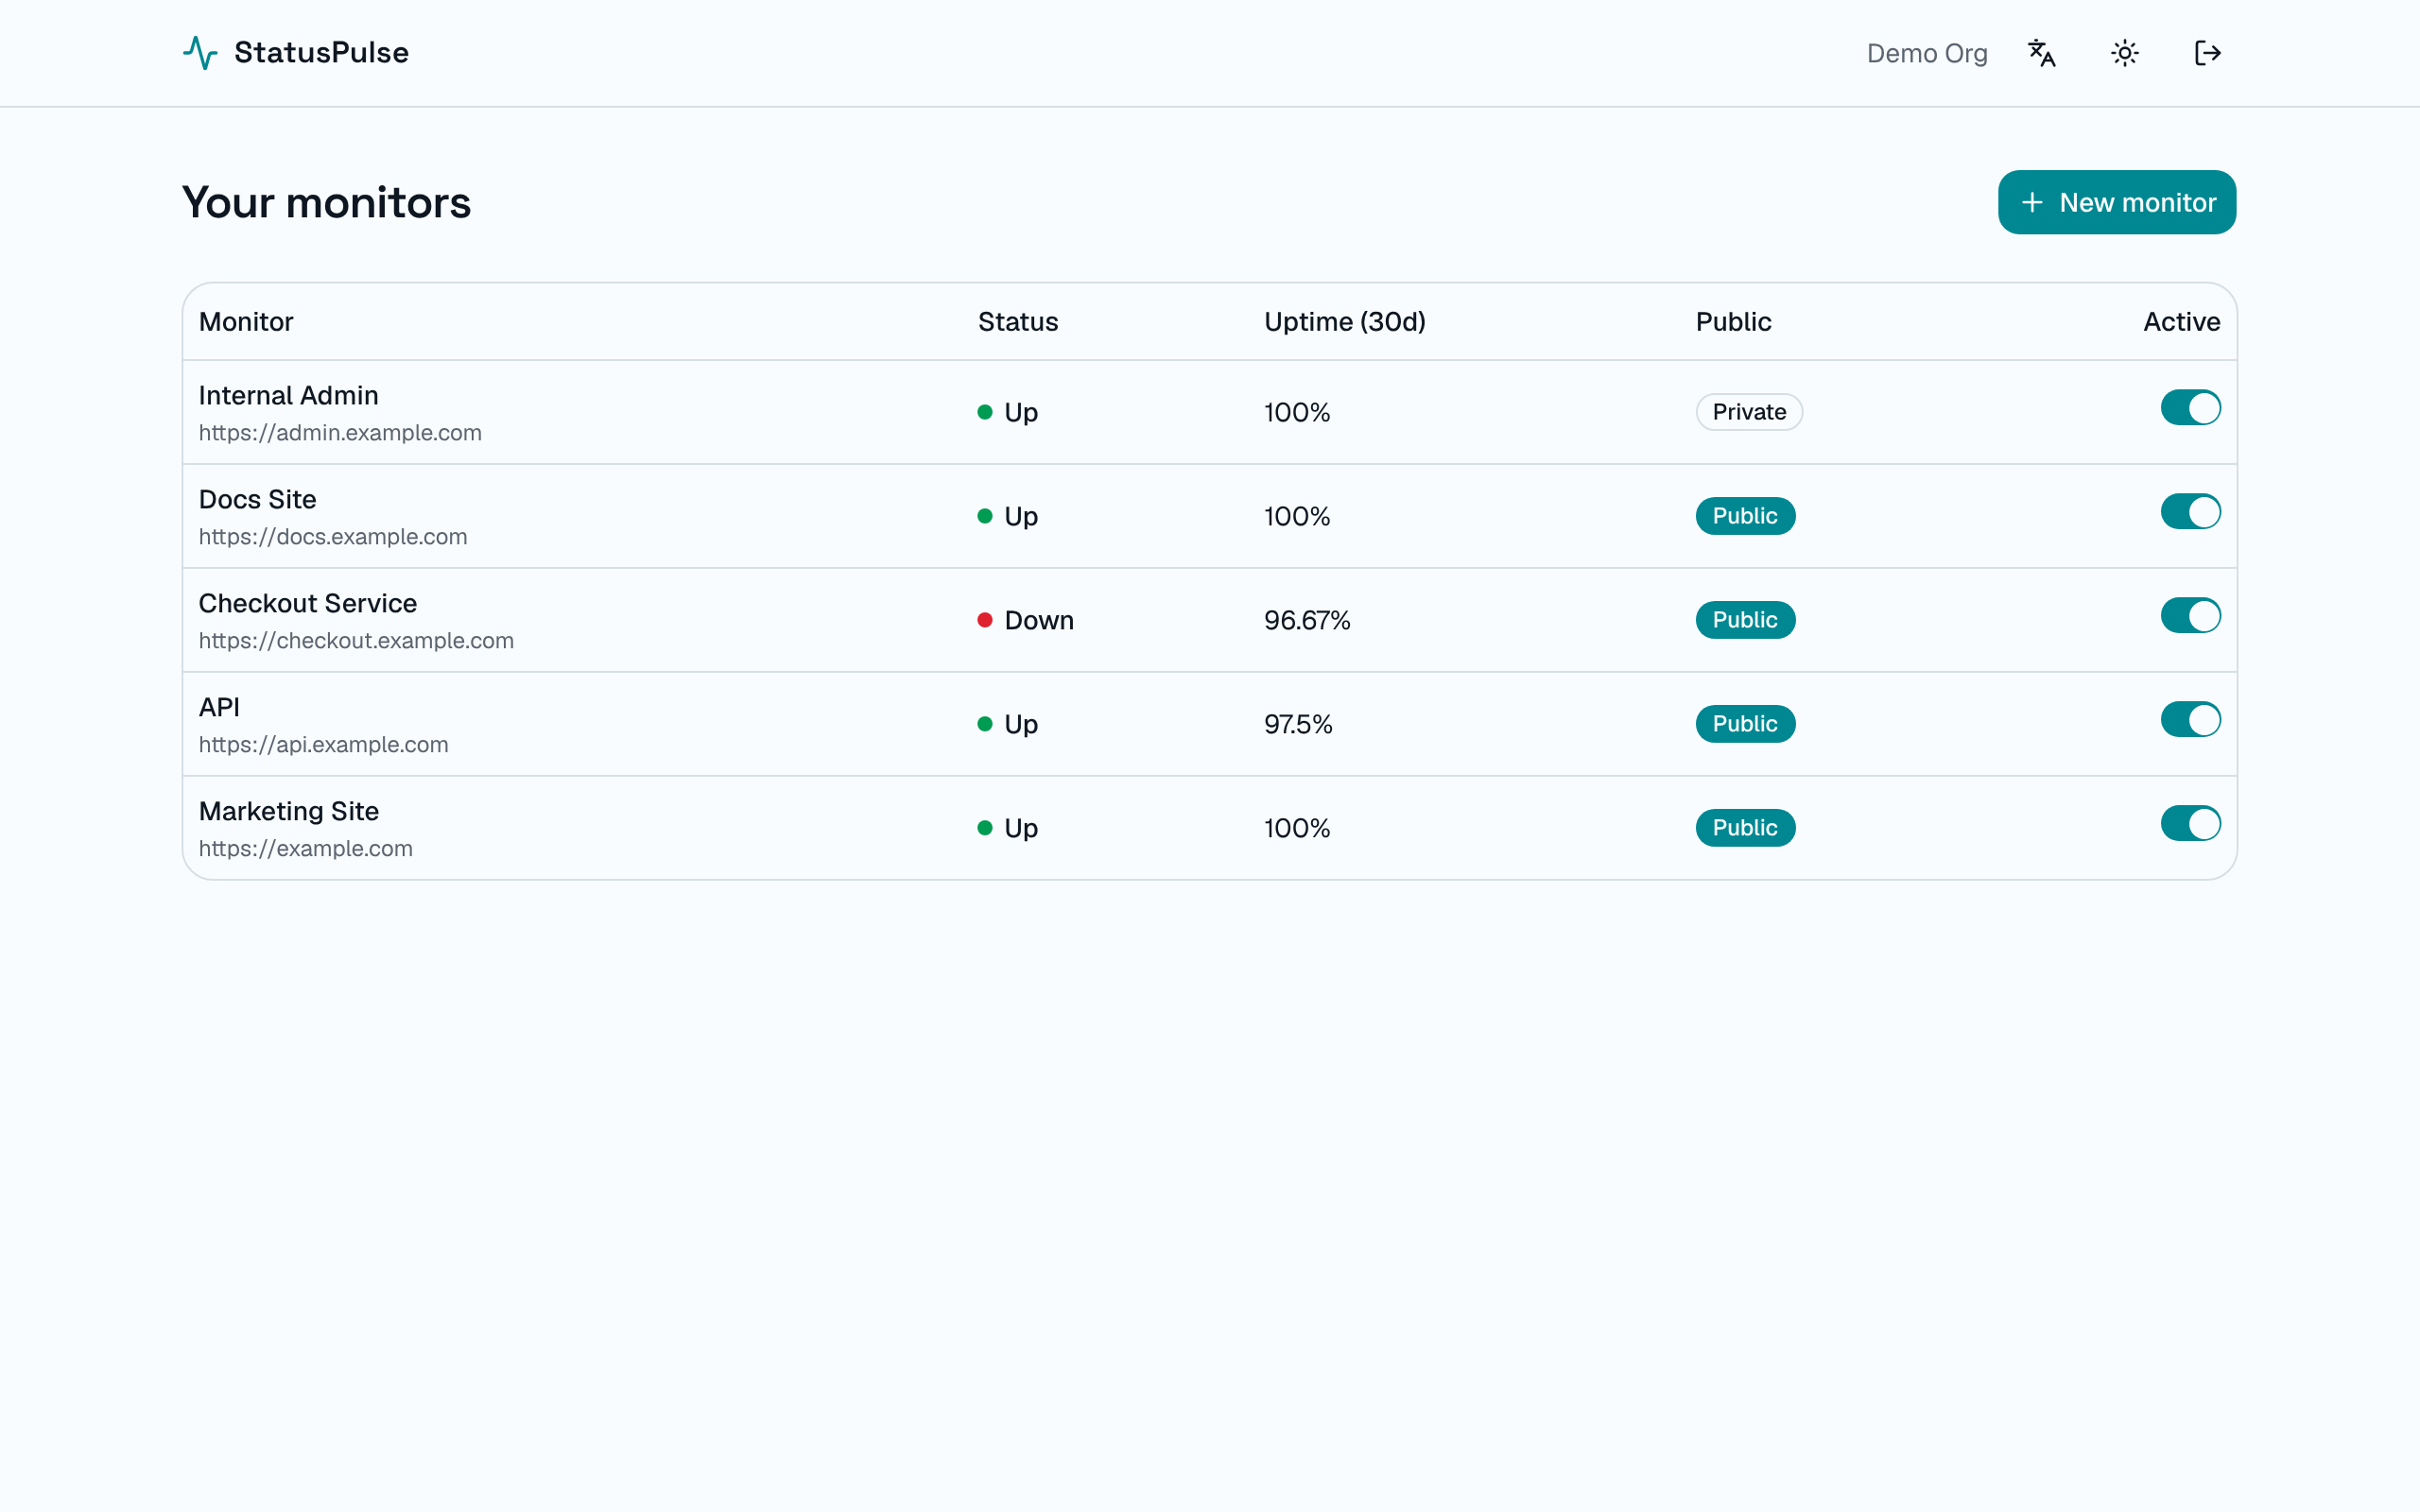 StatusPulse
Demo Org
Your monitors
New monitor
Monitor Status Uptime (30d) Public Active
Internal Admin
https://admin.example.com
Up 100% Private
Docs Site
https://docs.example.com
Up 100% Public
Checkout Service
https://checkout.example.com
Down 96.67% Public
API
https://api.example.com
Up 97.5% Public
Marketing Site
https://example.com
Up 100% Public